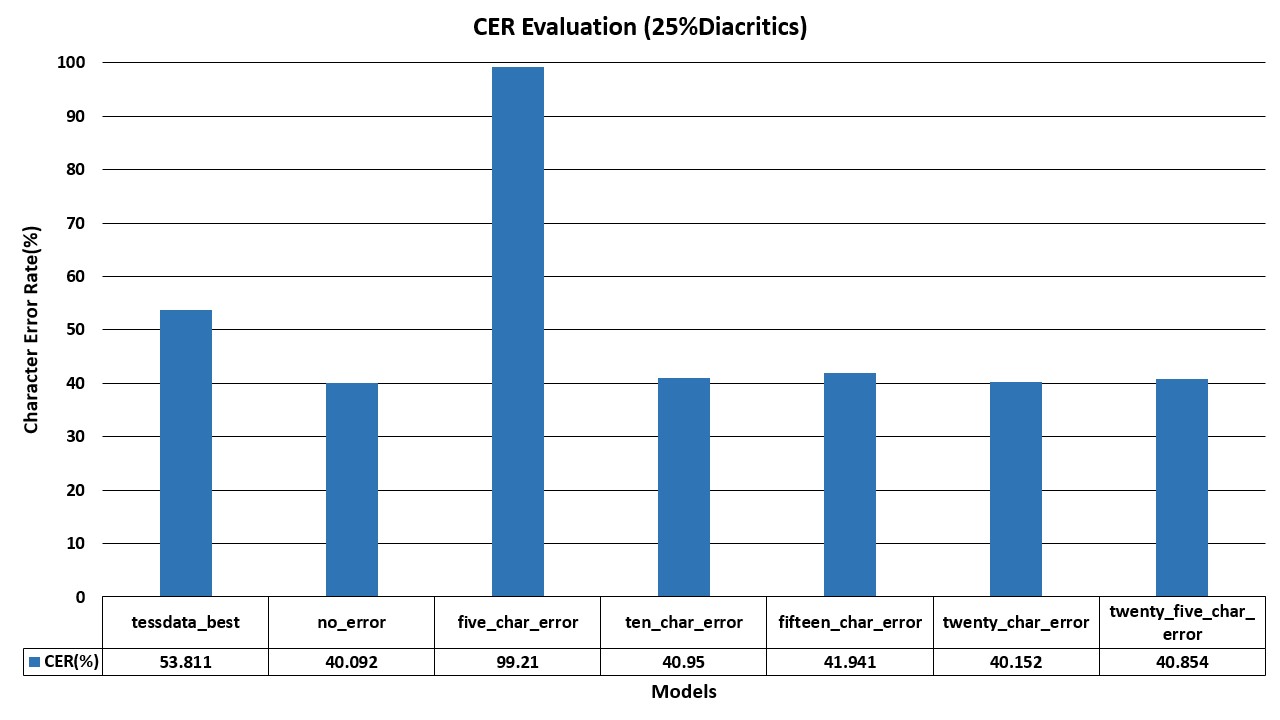 CER Evaluation (25%Diacritics)
Character Error Rate(%)
100
90
80
70
60
50
40
30
20
10
0
tessdata_best no_error five_char_error ten_char_error fifteen_char_error twenty_char_error twenty_five_char_
error
CER(%) 53.811 40.092 99.21 40.95 41.941 40.152 40.854
Models